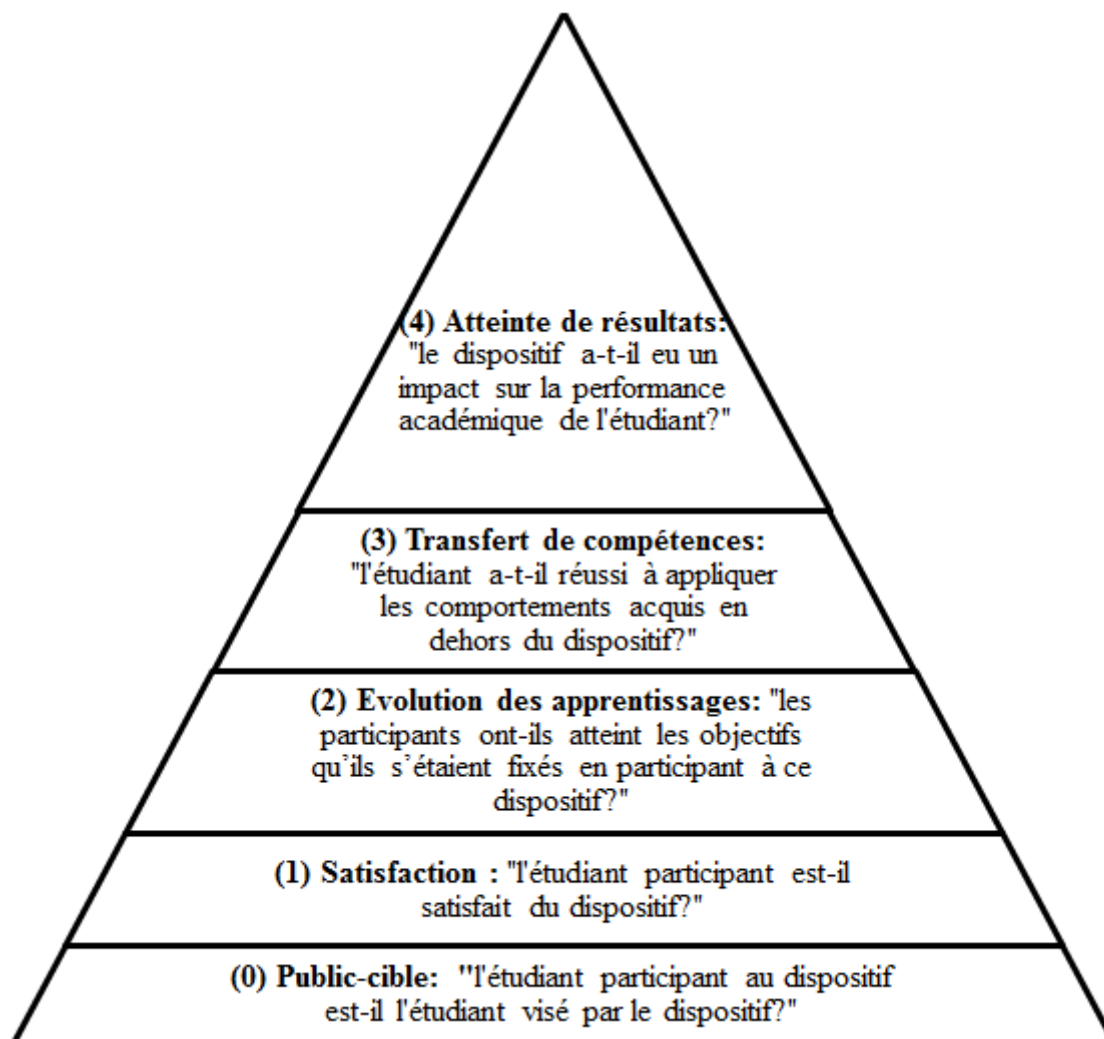 (4) Atteinte de résultats:
"le dispositif a-t-il eu un
impact sur la performance
académique de l'étudiant?"
(3) Transfert de compétences:
"l'étudiant a-t-il réussi à appliquer
les comportements acquis en
dehors du dispositif?"
(2) Evolution des apprentissages: "les
participants ont-ils atteint les objectifs
qu’ils s’étaient fixés en participant à ce
dispositif?"
(1) Satisfaction : "l'étudiant participant est-il
satisfait du dispositif?"
(0) Public-cible: "l'étudiant participant au dispositif
est-il l'étudiant visé par le dispositif?"